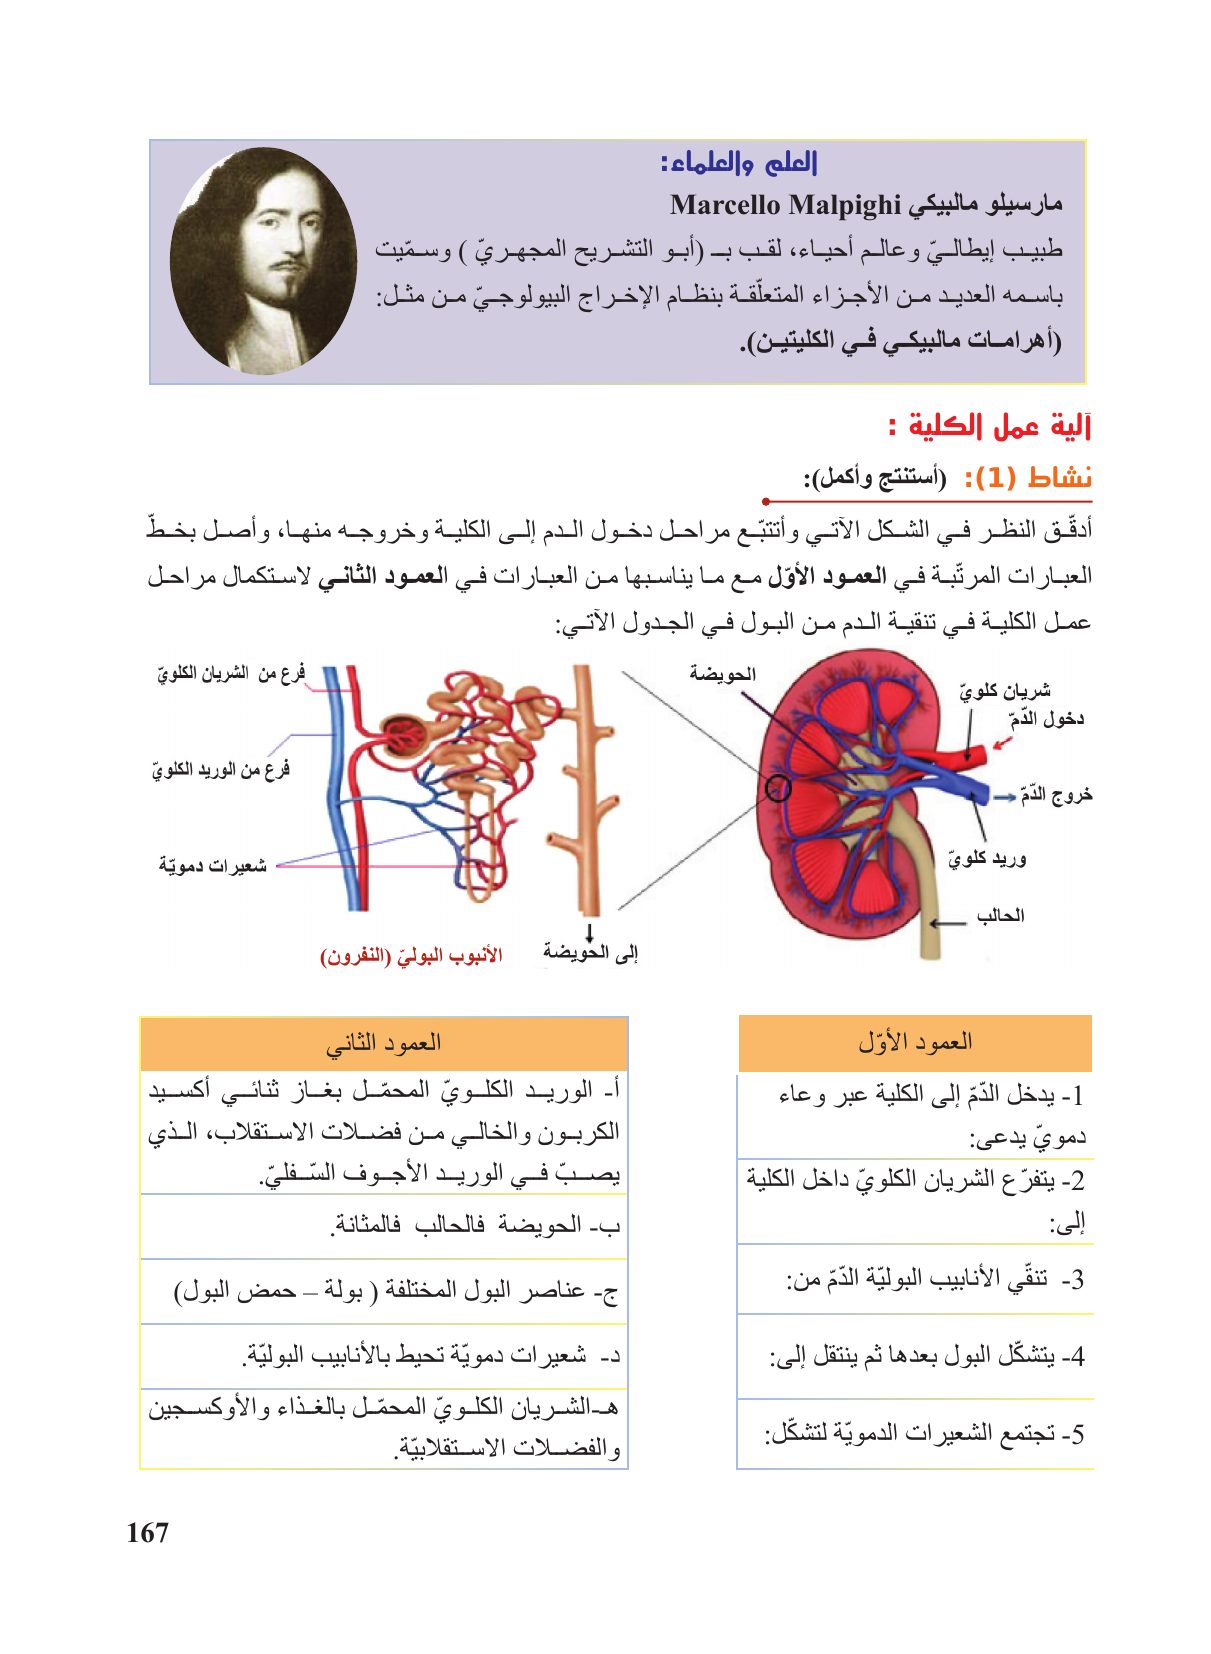 العلم والعلماء:
مارسيلو مالبيكي Marcello Malpighi
طبيب إيطاليّ وعالم أحياء، لقب بـ (أبو التشريح المجهريّ ) وسمّيت
باسمه العديد من الأجزاء المتعلّقة بنظام الإخراج البيولوجيّ من مثل:
(أهرامات مالبيكي في الكليتين).
آلية عمل الكلية :
نشاط (1): (أستنتج وأكمل):
أدقّق النظر في الشكل الآتي وأتتبّع مراحل دخول الدم إلى الكلية وخروجه منها، وأصل بخطّ
العبارات المرتّبة في العمود الأوّل مع ما يناسبها من العبارات في العمود الثاني لاستكمال مراحل
عمل الكلية في تنقية الدم من البول في الجدول الآتي:
الحويضة
شريان كلويّ
دخول الدّمّ
خروج الدّمّ
وريد كلويّ
الحالب
فرع من الشريان الكلويّ
فرع من الوريد الكلويّ
شعيرات دمويّة
إلى الحويضة
الأنبوب البوليّ (النفرون)
العمود الأوّل
1- يدخل الدّمّ إلى الكلية عبر وعاء
دمويّ يدعى:
2- يتفرّع الشريان الكلويّ داخل الكلية
إلى:
3- تنقّي الأنابيب البوليّة الدّمّ من:
4- يتشكّل البول بعدها ثم ينتقل إلى:
5- تجتمع الشعيرات الدمويّة لتشكّل:
العمود الثاني
أ- الوريد الكلويّ المحمّل بغاز ثنائي أكسيد
الكربون والخالي من فضلات الاستقلاب، الذي
يصبّ في الوريد الأجوف السّفليّ.
ب- الحويضة فالحالب فالمثانة.
ج- عناصر البول المختلفة ( بولة – حمض البول)
د- شعيرات دمويّة تحيط بالأنابيب البوليّة.
هـ-الشريان الكلويّ المحمّل بالغذاء والأوكسجين
والفضلات الاستقلابيّة.
167